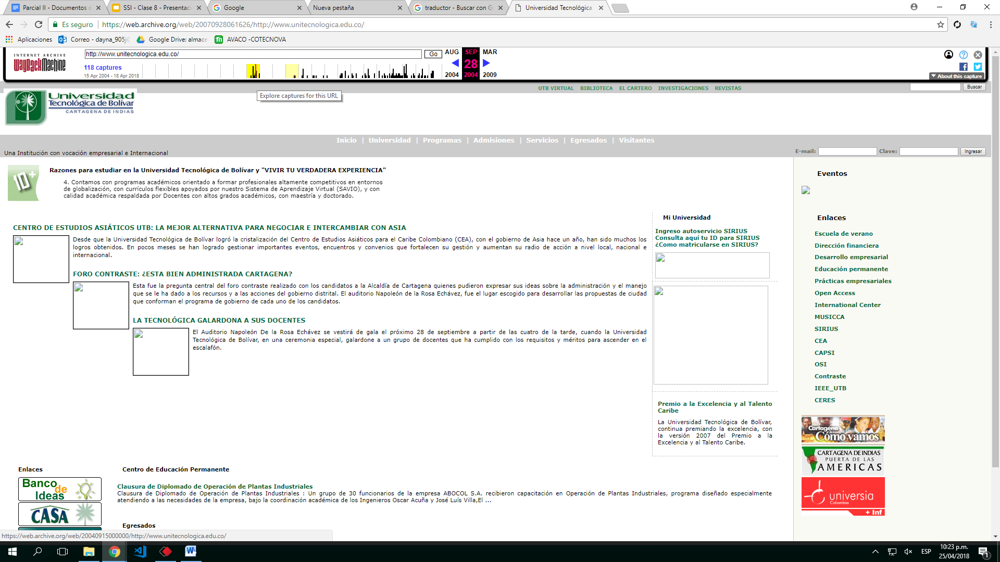 Parcial II - Documentos d
SSI - Clase 8 - Presentaci
Google
Nueva pestaña
traductor - Buscar con G
Universidad Tecnológica
Es seguro
https://web.archive.org/web/20070928061626/http://www.unitecnologica.edu.co/
Aplicaciones
Correo - dayna_905j
Google Drive: almace
AVACO -COTECNOVA
INTERNET ARCHIVE
WayBackMachine
http://www.unitecnologica.edu.co/
Go
118 captures
15 Apr 2004 - 18 Apr 2018
AUG SEP MAR
28
2004 2004 2009
About this capture
Explore captures for this URL
UTB VIRTUAL BIBLIOTECA EL CARTERO INVESTIGACIONES REVISTAS
Buscar
Universidad
Tecnológica de Bolívar
CARTAGENA DE INDIAS
Inicio | Universidad | Programas | Admisiones | Servicios | Egresados | Visitantes
Una Institución con vocación empresarial e Internacional
E-mail:
Clave:
Ingresar
10+
Razones para estudiar en la Universidad Tecnológica de Bolívar y "VIVIR TU VERDADERA EXPERIENCIA"
4. Contamos con programas académicos orientado a formar profesionales altamente competitivos en entornos
de globalización, con currículos flexibles apoyados por nuestro Sistema de Aprendizaje Virtual (SAVIO), y con
calidad académica respaldada por Docentes con altos grados académicos, con maestría y doctorado.
CENTRO DE ESTUDIOS ASIÁTICOS UTB: LA MEJOR ALTERNATIVA PARA NEGOCIAR E INTERCAMBIAR CON ASIA
Desde que la Universidad Tecnológica de Bolívar logró la cristalización del Centro de Estudios Asiáticos para el Caribe Colombiano (CEA), con el gobierno de Asia hace un año, han sido muchos los
logros obtenidos. En pocos meses se han logrado gestionar importantes eventos, encuentros y convenios que fortalecen su gestión y aumentan su radio de acción a nivel local, nacional e
internacional.
FORO CONTRASTE: ¿ESTA BIEN ADMINISTRADA CARTAGENA?
Esta fue la pregunta central del foro contraste realizado con los candidatos a la Alcaldía de Cartagena quienes pudieron expresar sus ideas sobre la administración y el manejo
que se le ha dado a los recursos y a las acciones del gobierno distrital. El auditorio Napoleón de la Rosa Echávez, fue el lugar escogido para desarrollar las propuestas de ciudad
que conforman el programa de gobierno de cada uno de los candidatos.
LA TECNOLÓGICA GALARDONA A SUS DOCENTES
El Auditorio Napoleón De la Rosa Echávez se vestirá de gala el próximo 28 de septiembre a partir de las cuatro de la tarde, cuando la Universidad
Tecnológica de Bolívar, en una ceremonia especial, galardone a un grupo de docentes que ha cumplido con los requisitos y méritos para ascender en el
escalafón.
Mi Universidad
Ingreso autoservicio SIRIUS
Consulta aquí tu ID para SIRIUS
¿Como matricularse en SIRIUS?
Premio a la Excelencia y al Talento
Caribe
La Universidad Tecnológica de Bolívar,
continua premiando la excelencia, con
la versión 2007 del Premio a la
Excelencia y al Talento Caribe.
Eventos
Enlaces
Escuela de verano
Dirección financiera
Desarrollo empresarial
Educación permanente
Prácticas empresariales
Open Access
International Center
MUSICCA
SIRIUS
CEA
CAPSI
OSI
Contraste
IEEE_UTB
CERES
Cartagena
Cómo vamos
CARTAGENA DE INDIAS
PUERTA DE LAS
AMERICAS
universia
Colombia
+ Inf
Enlaces
Banco
de
Ideas
CASA
Centro de Educación Permanente
Clausura de Diplomado de Operación de Plantas Industriales
Clausura de Diplomado de Operación de Plantas Industriales : Un grupo de 30 funcionarios de la empresa ABOCOL S.A. recibieron capacitación en Operación de Plantas Industriales, programa diseñado especialmente
atendiendo a las necesidades de la empresa, bajo la coordinación académica de los Ingenieros Oscar Acuña y José Luís Villa,El ...
Egresados
https://web.archive.org/web/20040915000000/http://www.unitecnologica.edu.co/
ESP
10:23 p.m.
25/04/2018
1